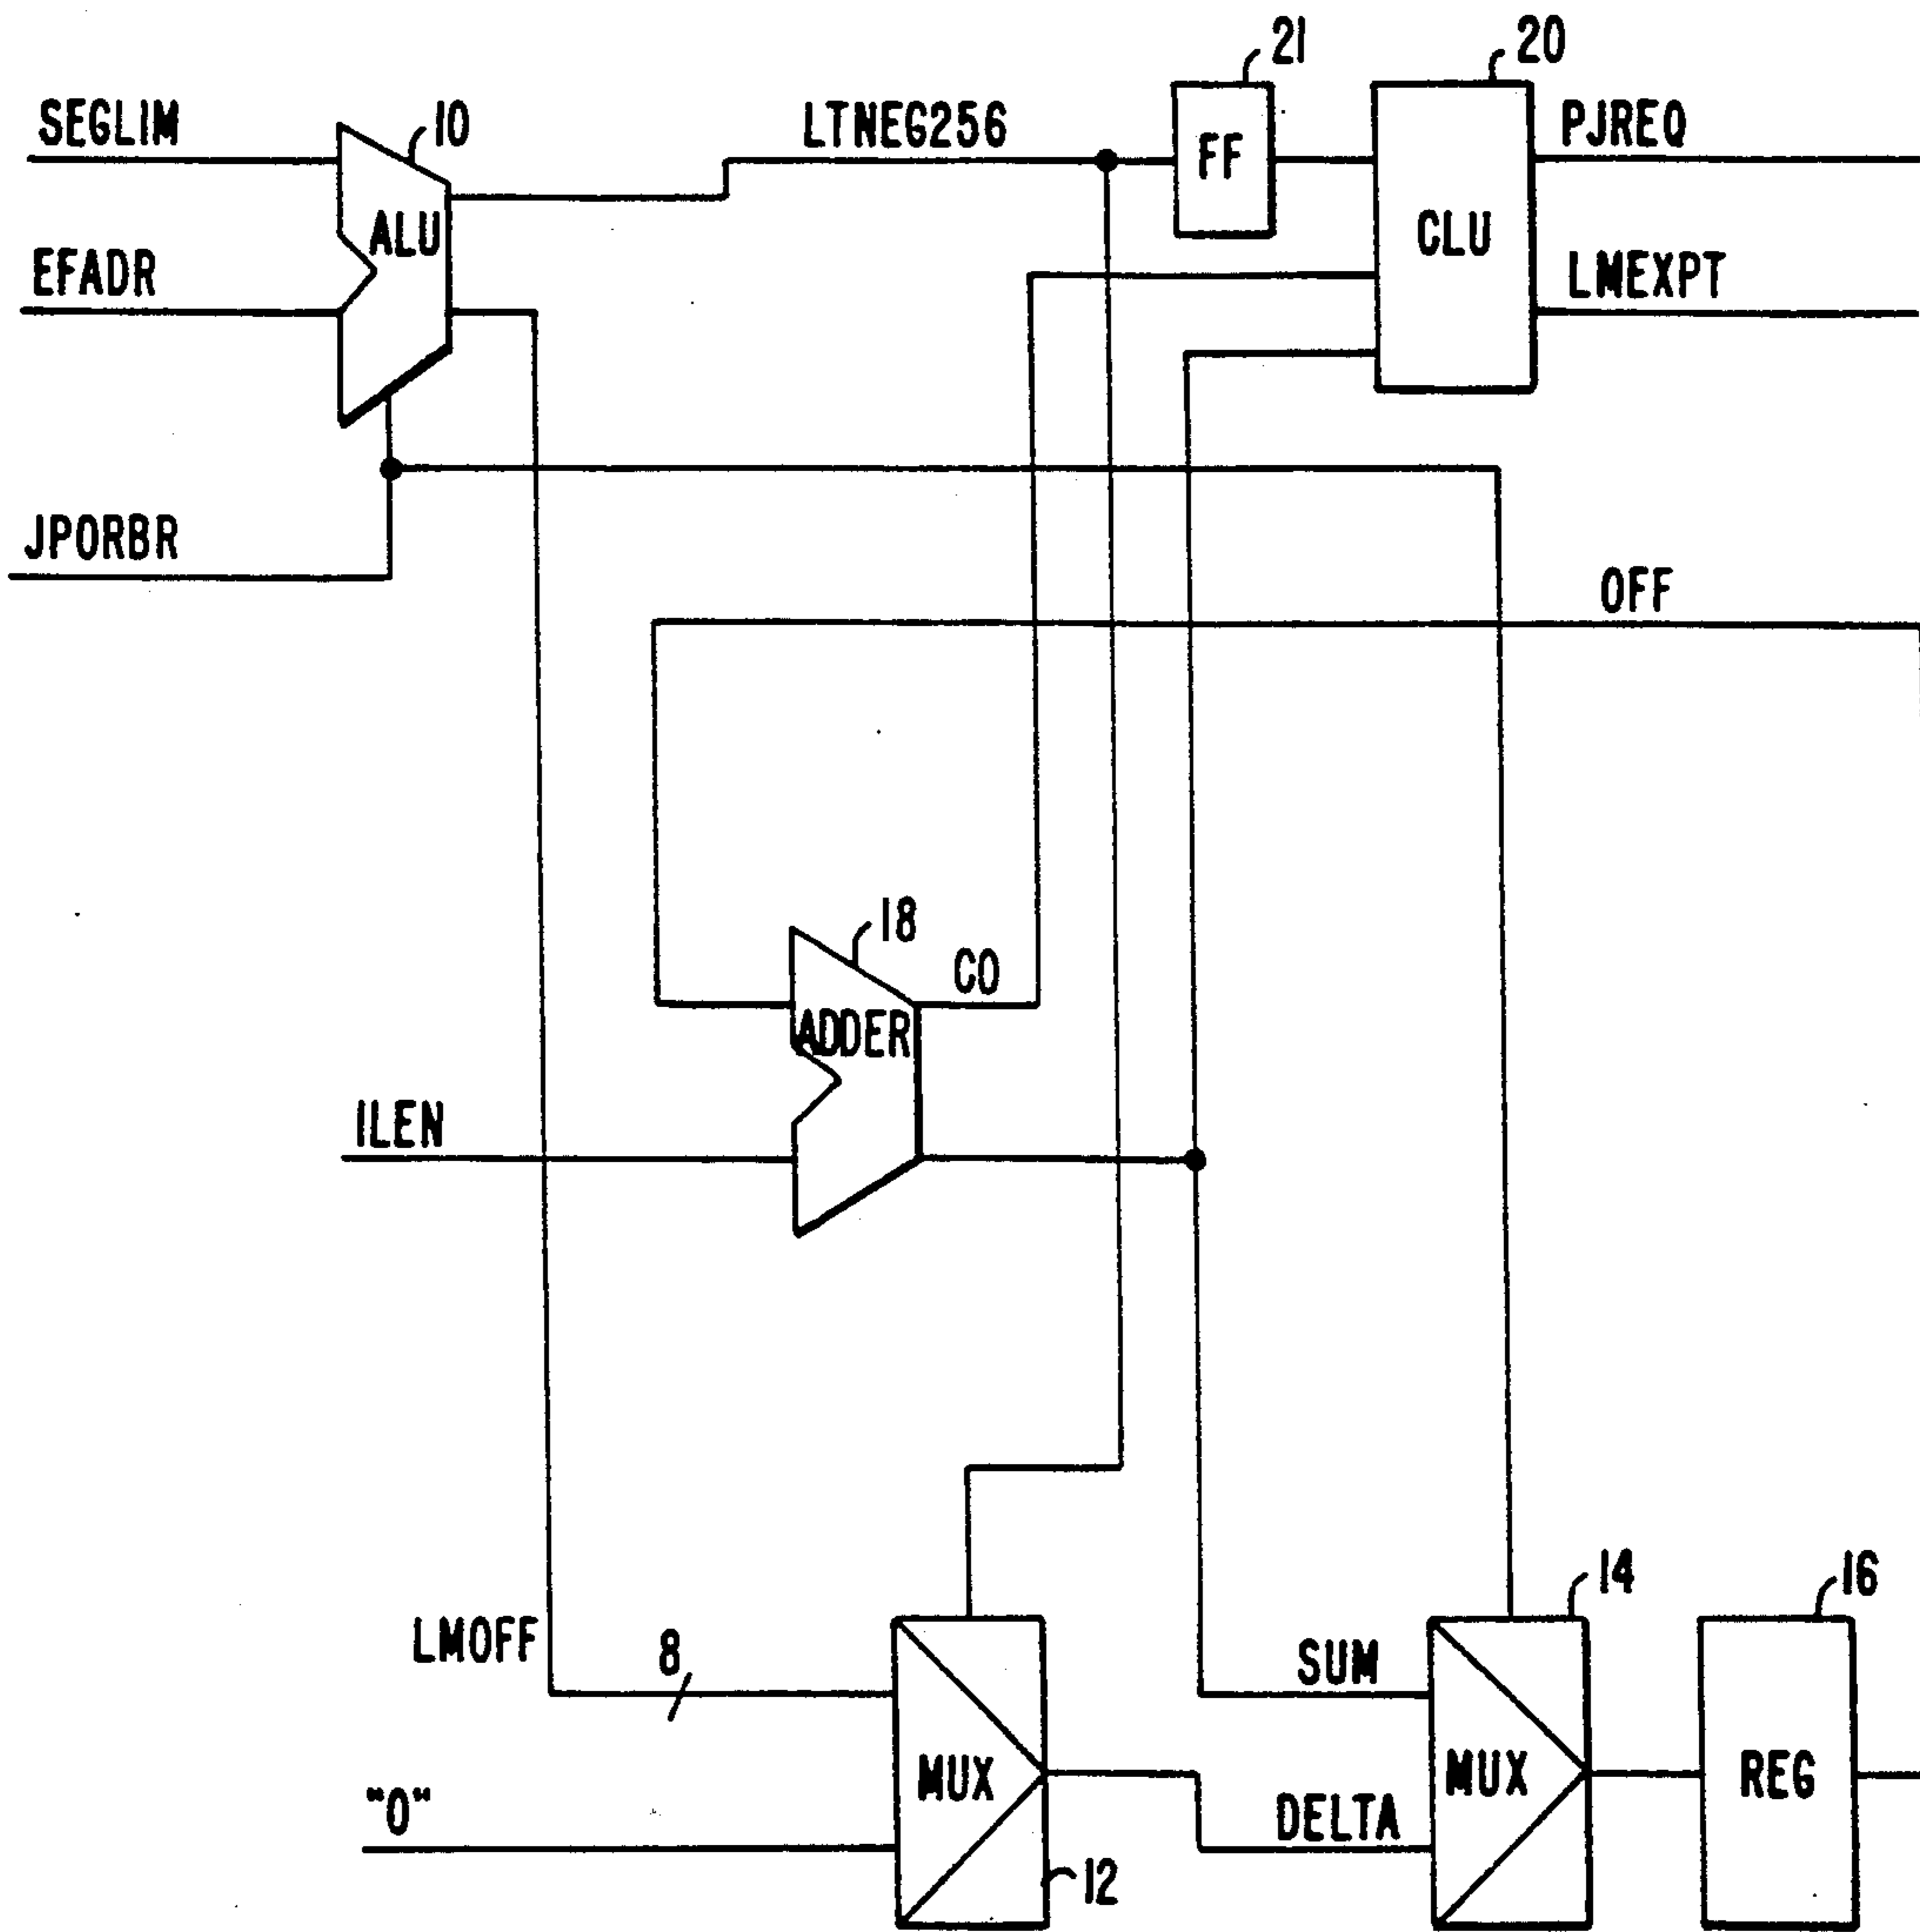 21
20
SEGLIM
10
LTNEG256
PJREQ
FF
ALU
CLU
EFADR
LMEXPT
JPORBR
OFF
18
CO
ADDER
ILEN
14
16
LMOFF
8
SUM
MUX
MUX
REG
"0"
DELTA
12